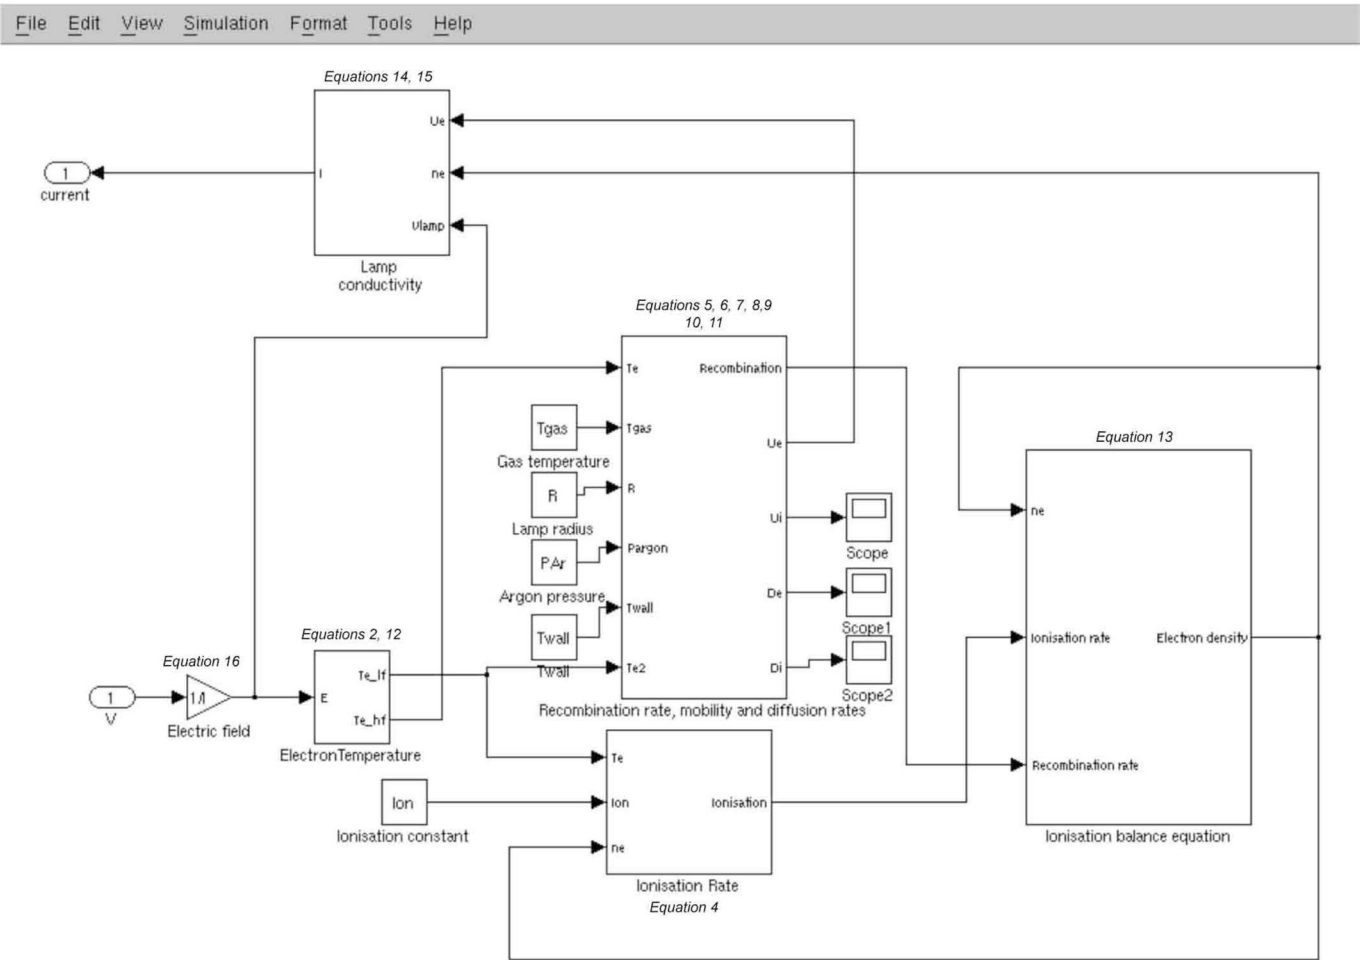 File Edit View Simulation Format Tools Help
Equations 14, 15
Ue
1
I
ne
current
Vlamp
Lamp
conductivity
Equations 5, 6, 7, 8,9
10, 11
Te
Recombination
Tgas
Tgas
Ue
Gas temperature
R
R
Lamp radius
Ui
Scope
PAr
Pargon
Argon pressure
De
Scope1
Twall
Twall
Twall
Te2
Di
Scope2
Recombination rate, mobility and diffusion rates
Equation 13
ne
Ionisation rate
Electron density
Recombination rate
Ionisation balance equation
Equations 2, 12
Equation 16
1
V
1/l
Electric field
E
Te_lf
Te_hf
ElectronTemperature
Te
Ion
Ionisation constant
Ion
Ionisation
ne
Ionisation Rate
Equation 4